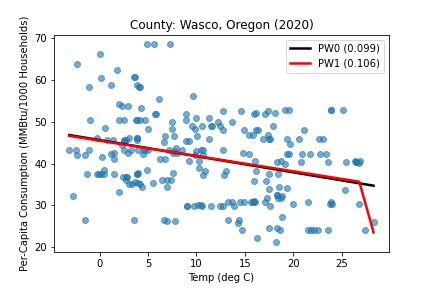 County: Wasco, Oregon (2020)
PW0 (0.099)
PW1 (0.106)
Per-Capita Consumption (MMBtu/1000 Households)
70
60
50
40
30
20
0 5 10 15 20 25
Temp (deg C)